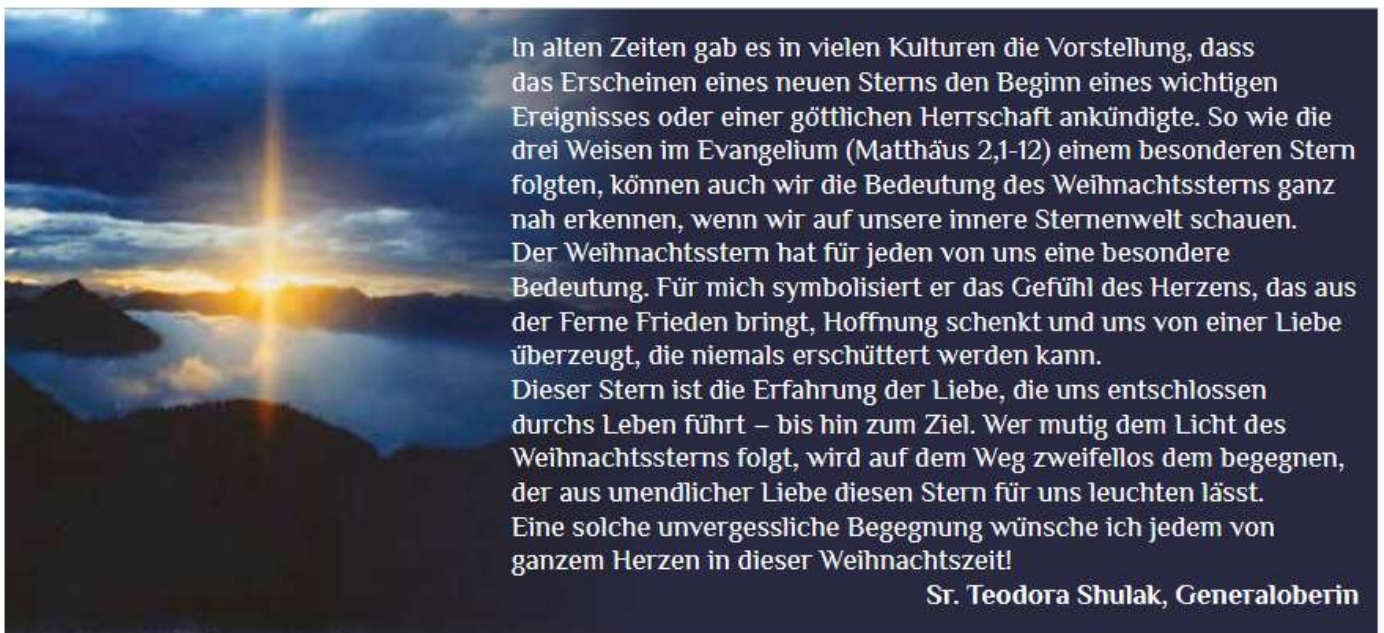 In alten Zeiten gab es in vielen Kulturen die Vorstellung, dass
das Erscheinen eines neuen Sterns den Beginn eines wichtigen
Ereignisses oder einer göttlichen Herrschaft ankündigte. So wie die
drei Weisen im Evangelium (Matthäus 2,1-12) einem besonderen Stern
folgten, können auch wir die Bedeutung des Weihnachtssterns ganz
nah erkennen, wenn wir auf unsere innere Sternenwelt schauen.
Der Weihnachtsstern hat für jeden von uns eine besondere
Bedeutung. Für mich symbolisiert er das Gefühl des Herzens, das aus
der Ferne Frieden bringt, Hoffnung schenkt und uns von einer Liebe
überzeugt, die niemals erschüttert werden kann.
Dieser Stern ist die Erfahrung der Liebe, die uns entschlossen
durchs Leben führt – bis hin zum Ziel. Wer mutig dem Licht des
Weihnachtssterns folgt, wird auf dem Weg zweifellos dem begegnen,
der aus unendlicher Liebe diesen Stern für uns leuchten lässt.
Eine solche unvergessliche Begegnung wünsche ich jedem von
ganzem Herzen in dieser Weihnachtszeit!
Sr. Teodora Shulak, Generaloberin